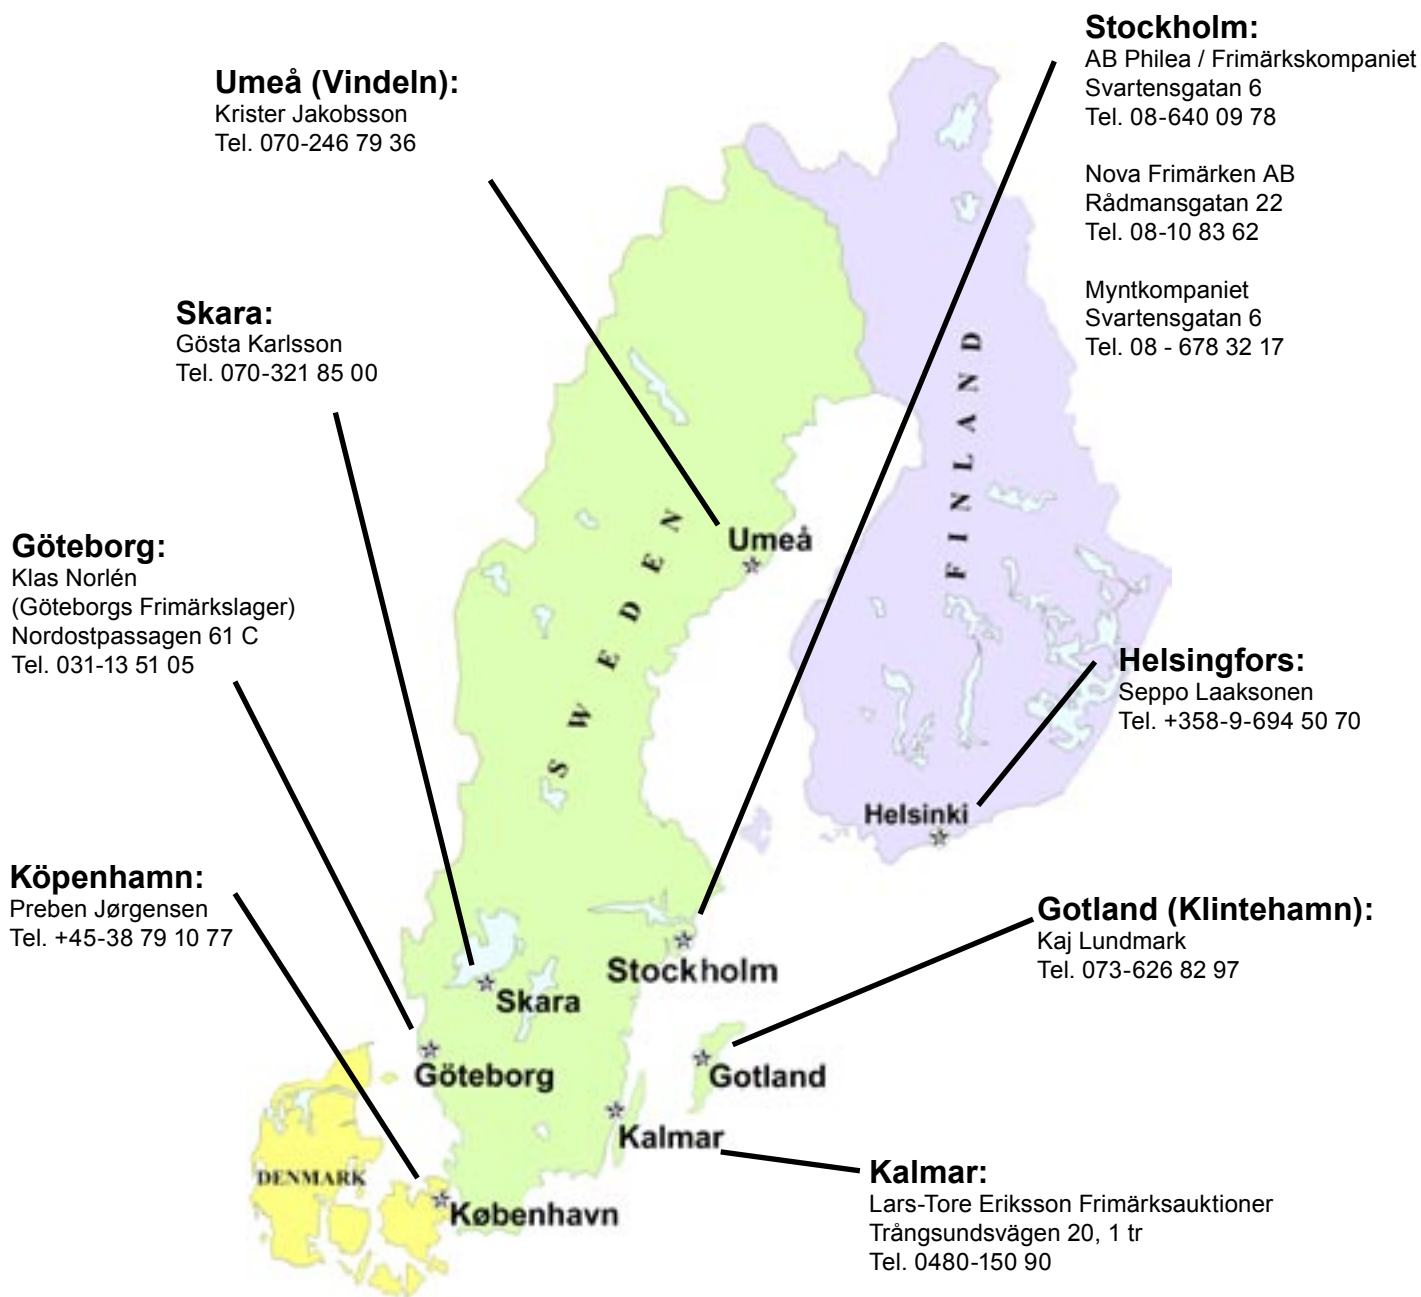 Stockholm:
AB Philea / Frimärkskompaniet
Svartensgatan 6
Tel. 08-640 09 78
Nova Frimärken AB
Rådmansgatan 22
Tel. 08-10 83 62
Myntkompaniet
Svartensgatan 6
Tel. 08 - 678 32 17
Umeå (Vindeln):
Krister Jakobsson
Tel. 070-246 79 36
Skara:
Gösta Karlsson
Tel. 070-321 85 00
Göteborg:
Klas Norlén
(Göteborgs Frimärkslager)
Nordostpassagen 61 C
Tel. 031-13 51 05
Helsingfors:
Seppo Laaksonen
Tel. +358-9-694 50 70
Köpenhamn:
Preben Jørgensen
Tel. +45-38 79 10 77
Gotland (Klintehamn):
Kaj Lundmark
Tel. 073-626 82 97
Kalmar:
Lars-Tore Eriksson Frimärksauktioner
Trångsundsvägen 20, 1 tr
Tel. 0480-150 90
FINLAND
SWEDEN
Umeå
Helsinki
Stockholm
Skara
Göteborg
Gotland
Kalmar
DENMARK
København